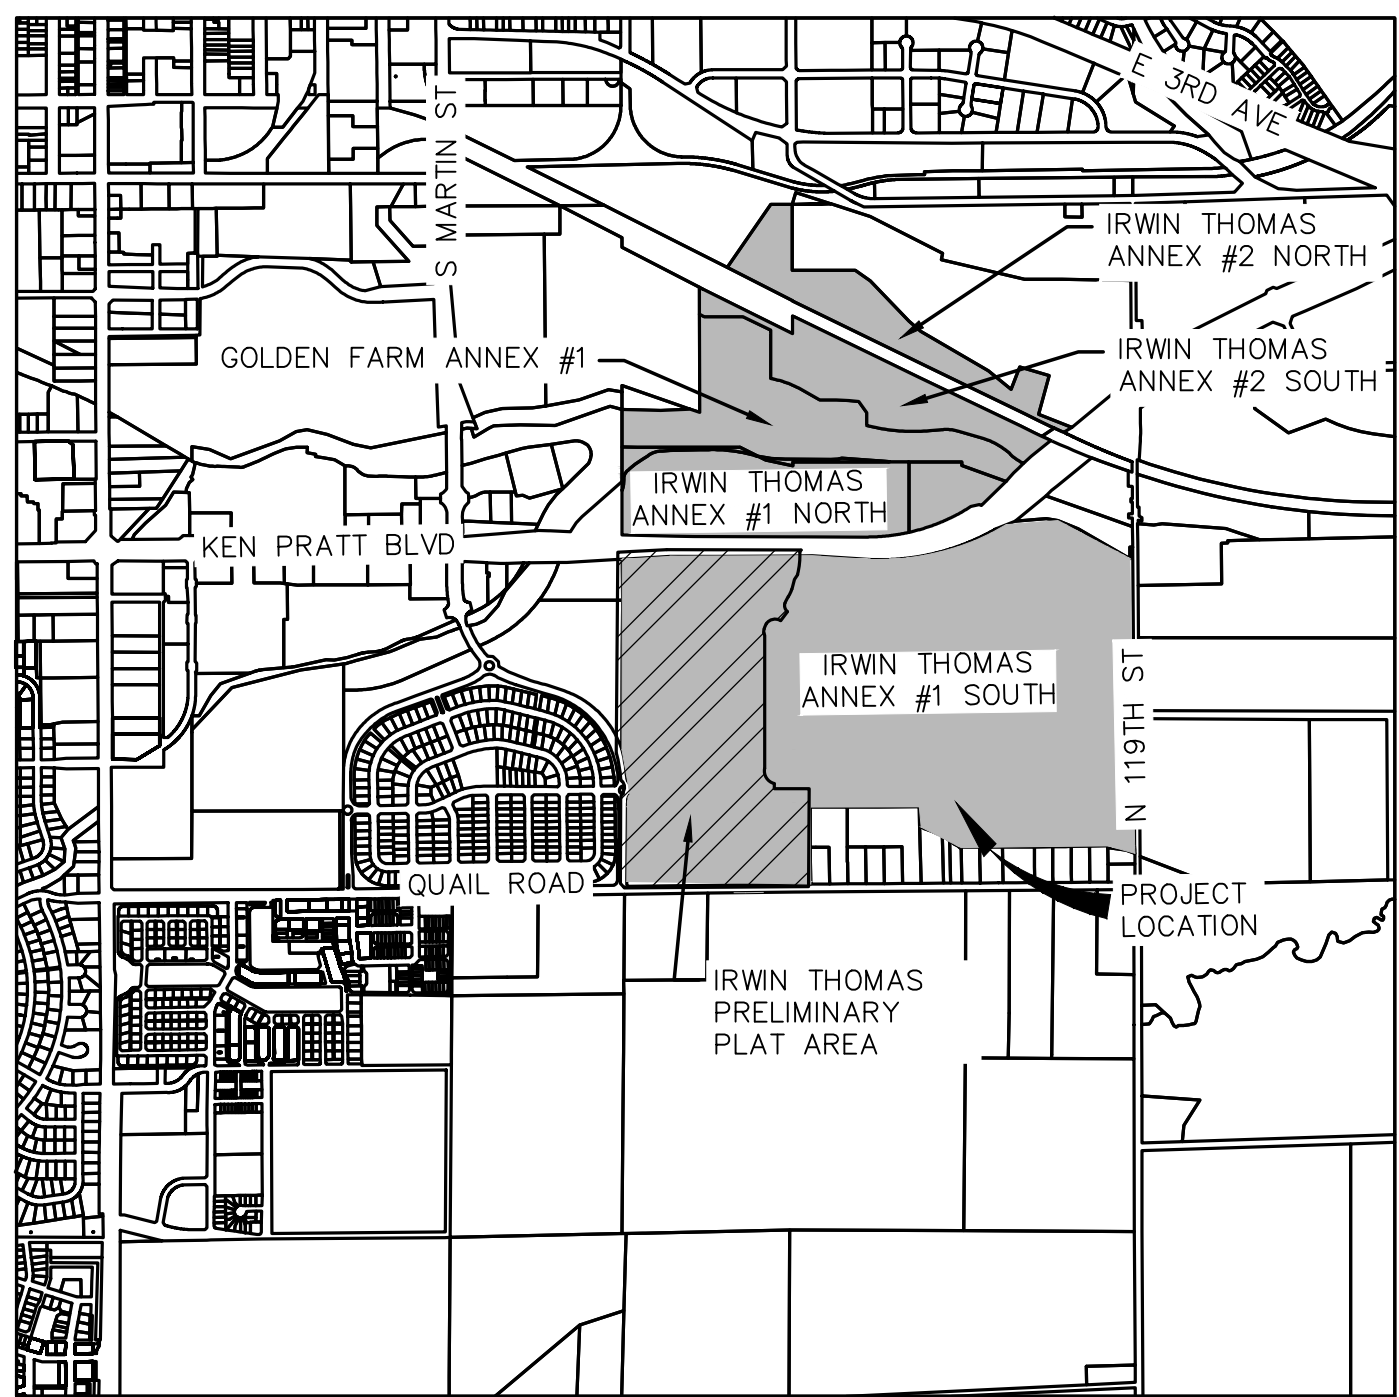 E 3RD AVE
S MARTIN ST
IRWIN THOMAS
ANNEX #2 NORTH
GOLDEN FARM ANNEX #1
IRWIN THOMAS
ANNEX #2 SOUTH
IRWIN THOMAS
ANNEX #1 NORTH
KEN PRATT BLVD
IRWIN THOMAS
ANNEX #1 SOUTH
N 119TH ST
QUAIL ROAD
PROJECT
LOCATION
IRWIN THOMAS
PRELIMINARY
PLAT AREA